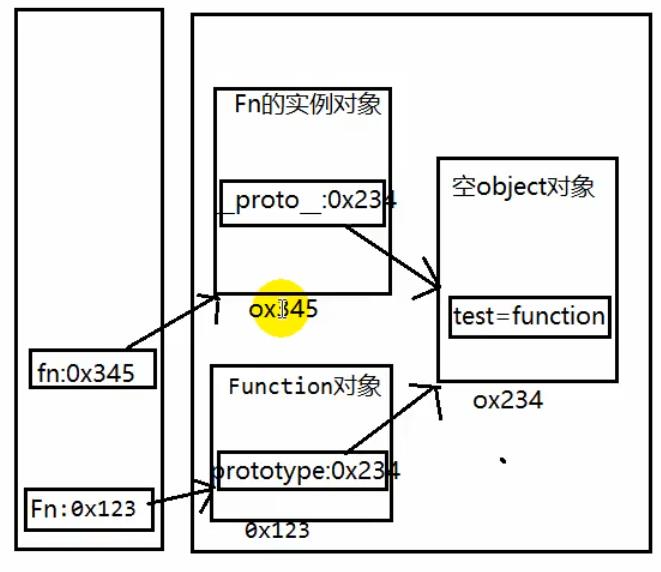 Fn的实例对象
__proto__:0x234
ox345
空object对象
test=function
ox234
fn:0x345
Function对象
prototype:0x234
0x123
Fn:0x123